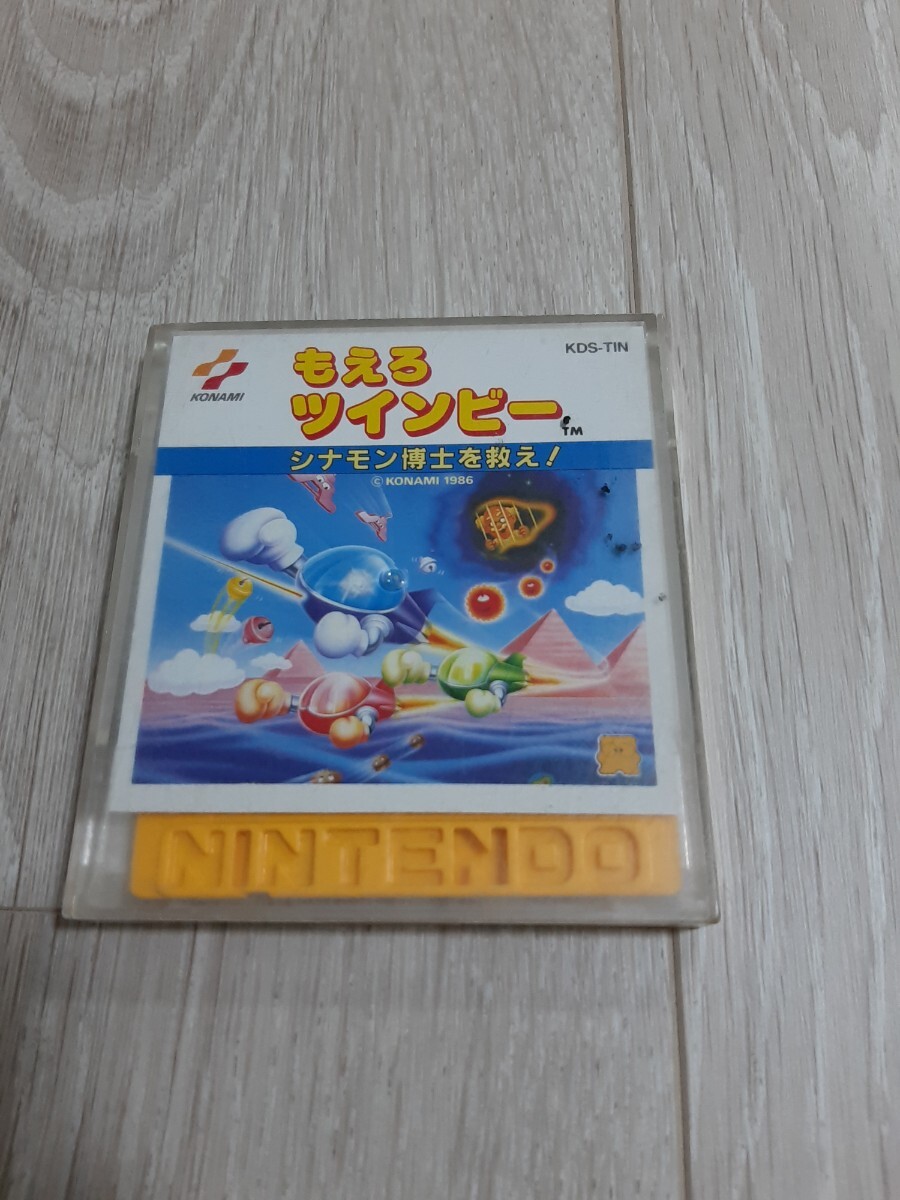 KONAMI
KDS-TIN
もえろ
ツインビー TM
シナモン博士を救え!
© KONAMI 1986
NINTENDO